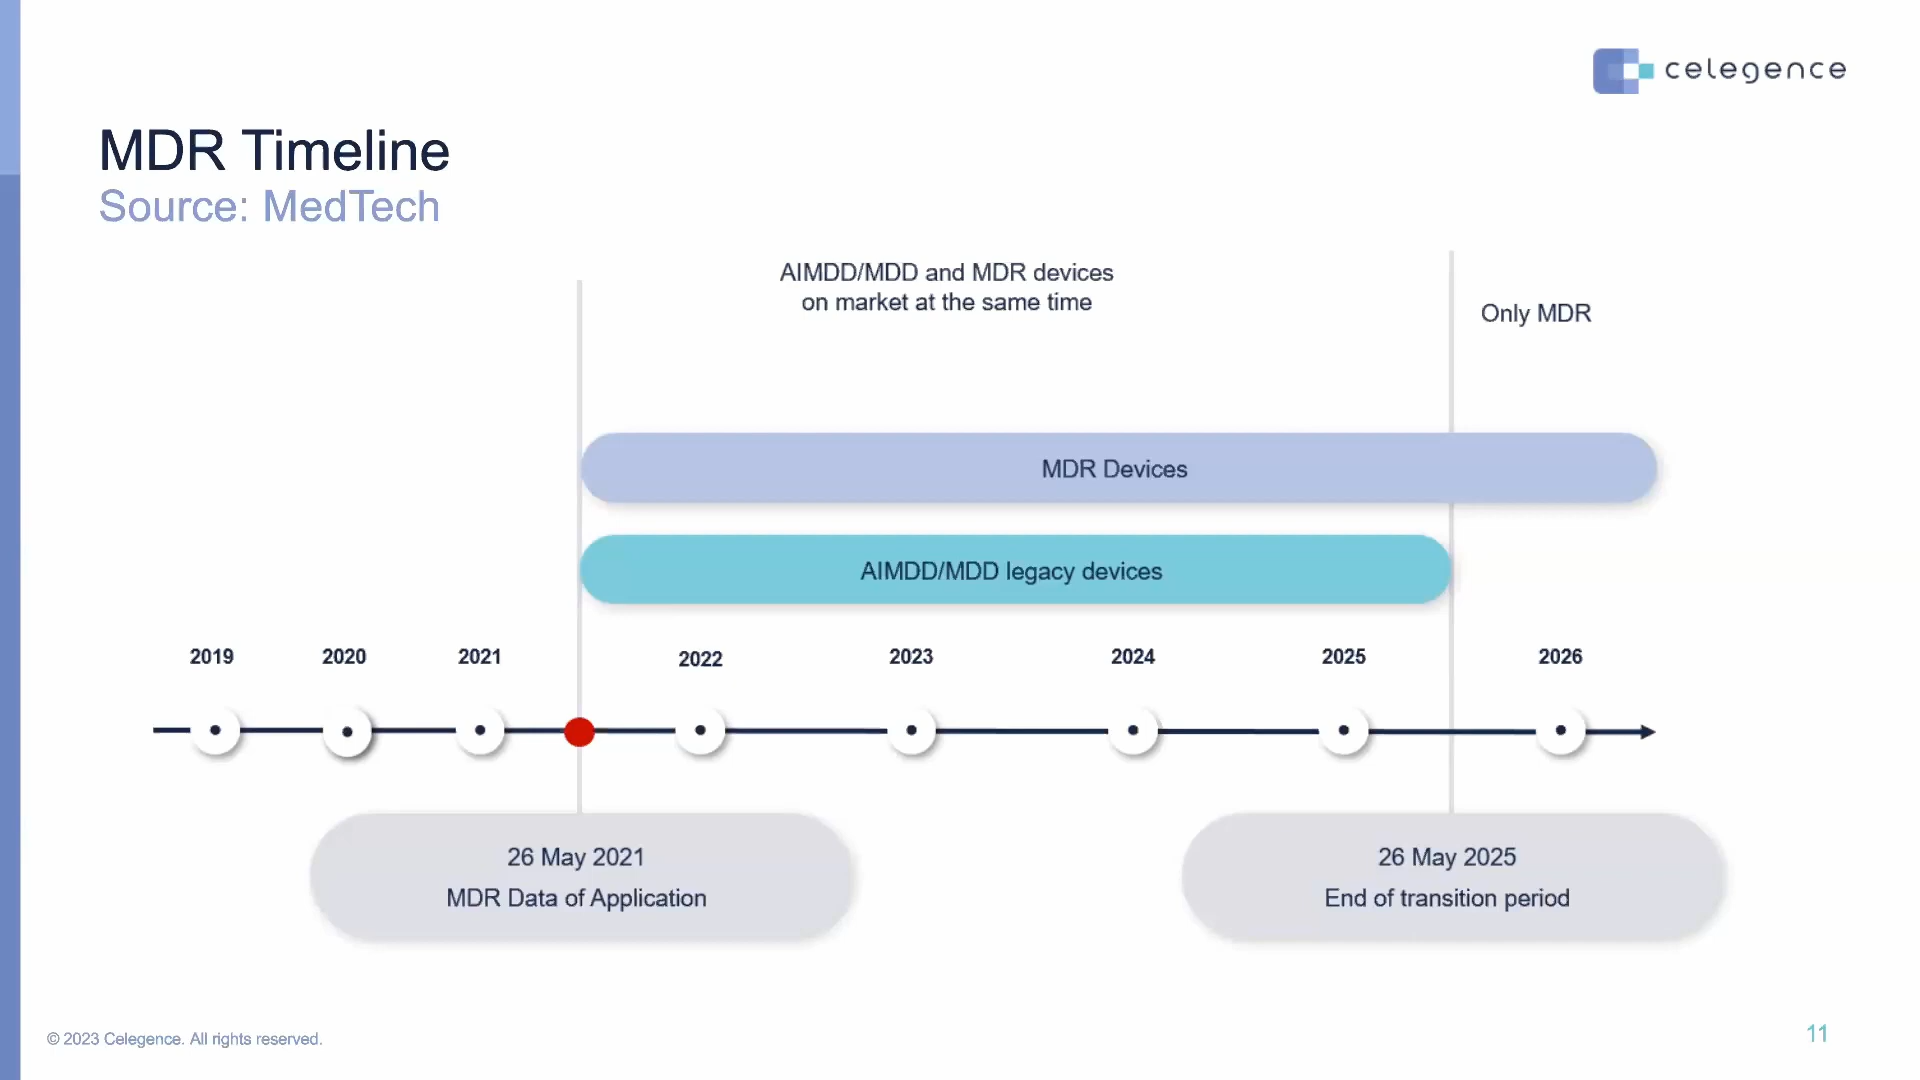 celegence
MDR Timeline
Source: MedTech
AIMDD/MDD and MDR devices
on market at the same time
Only MDR
MDR Devices
AIMDD/MDD legacy devices
2019 2020 2021 2022 2023 2024 2025 2026
26 May 2021
MDR Data of Application
26 May 2025
End of transition period
© 2023 Celegence. All rights reserved.
11